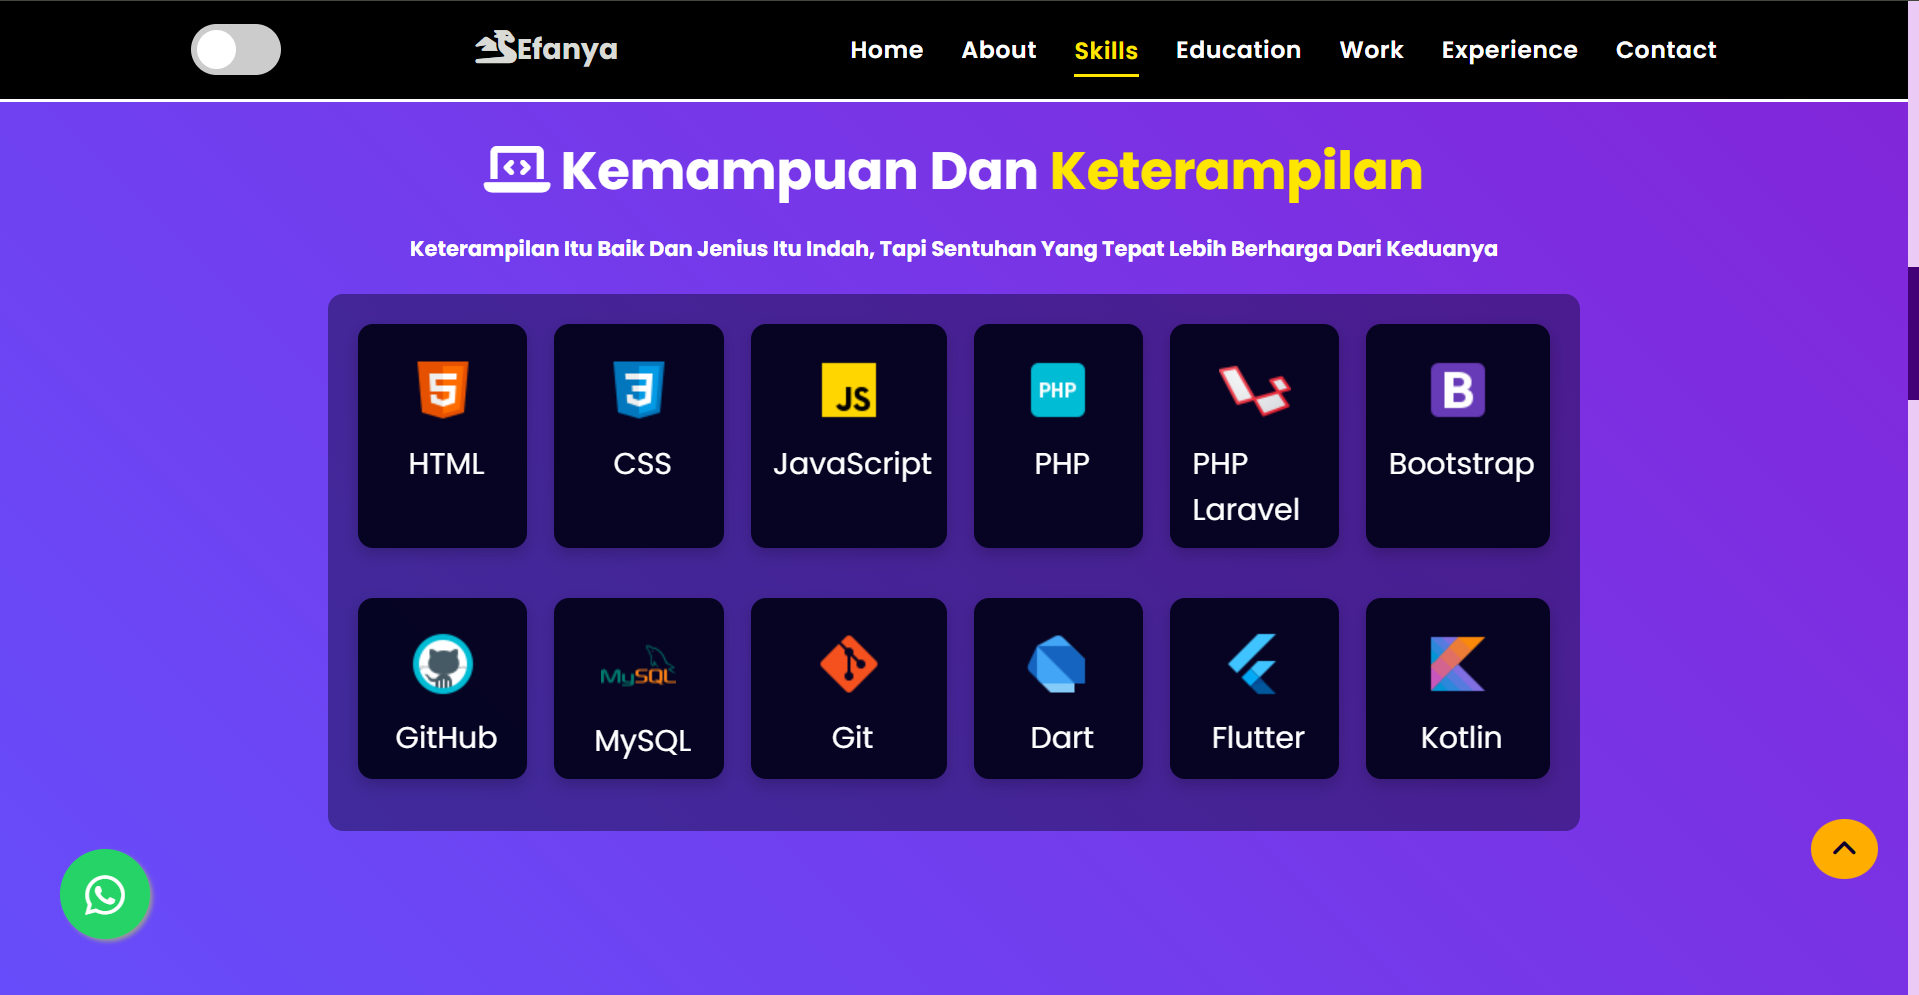 Efanya
Home About Skills Education Work Experience Contact
Kemampuan Dan Keterampilan
Keterampilan Itu Baik Dan Jenius Itu Indah, Tapi Sentuhan Yang Tepat Lebih Berharga Dari Keduanya
5
3
JS
PHP
B
HTML
CSS
JavaScript
PHP
PHP
Laravel
Bootstrap
MySQL
GitHub
MySQL
Git
Dart
Flutter
Kotlin